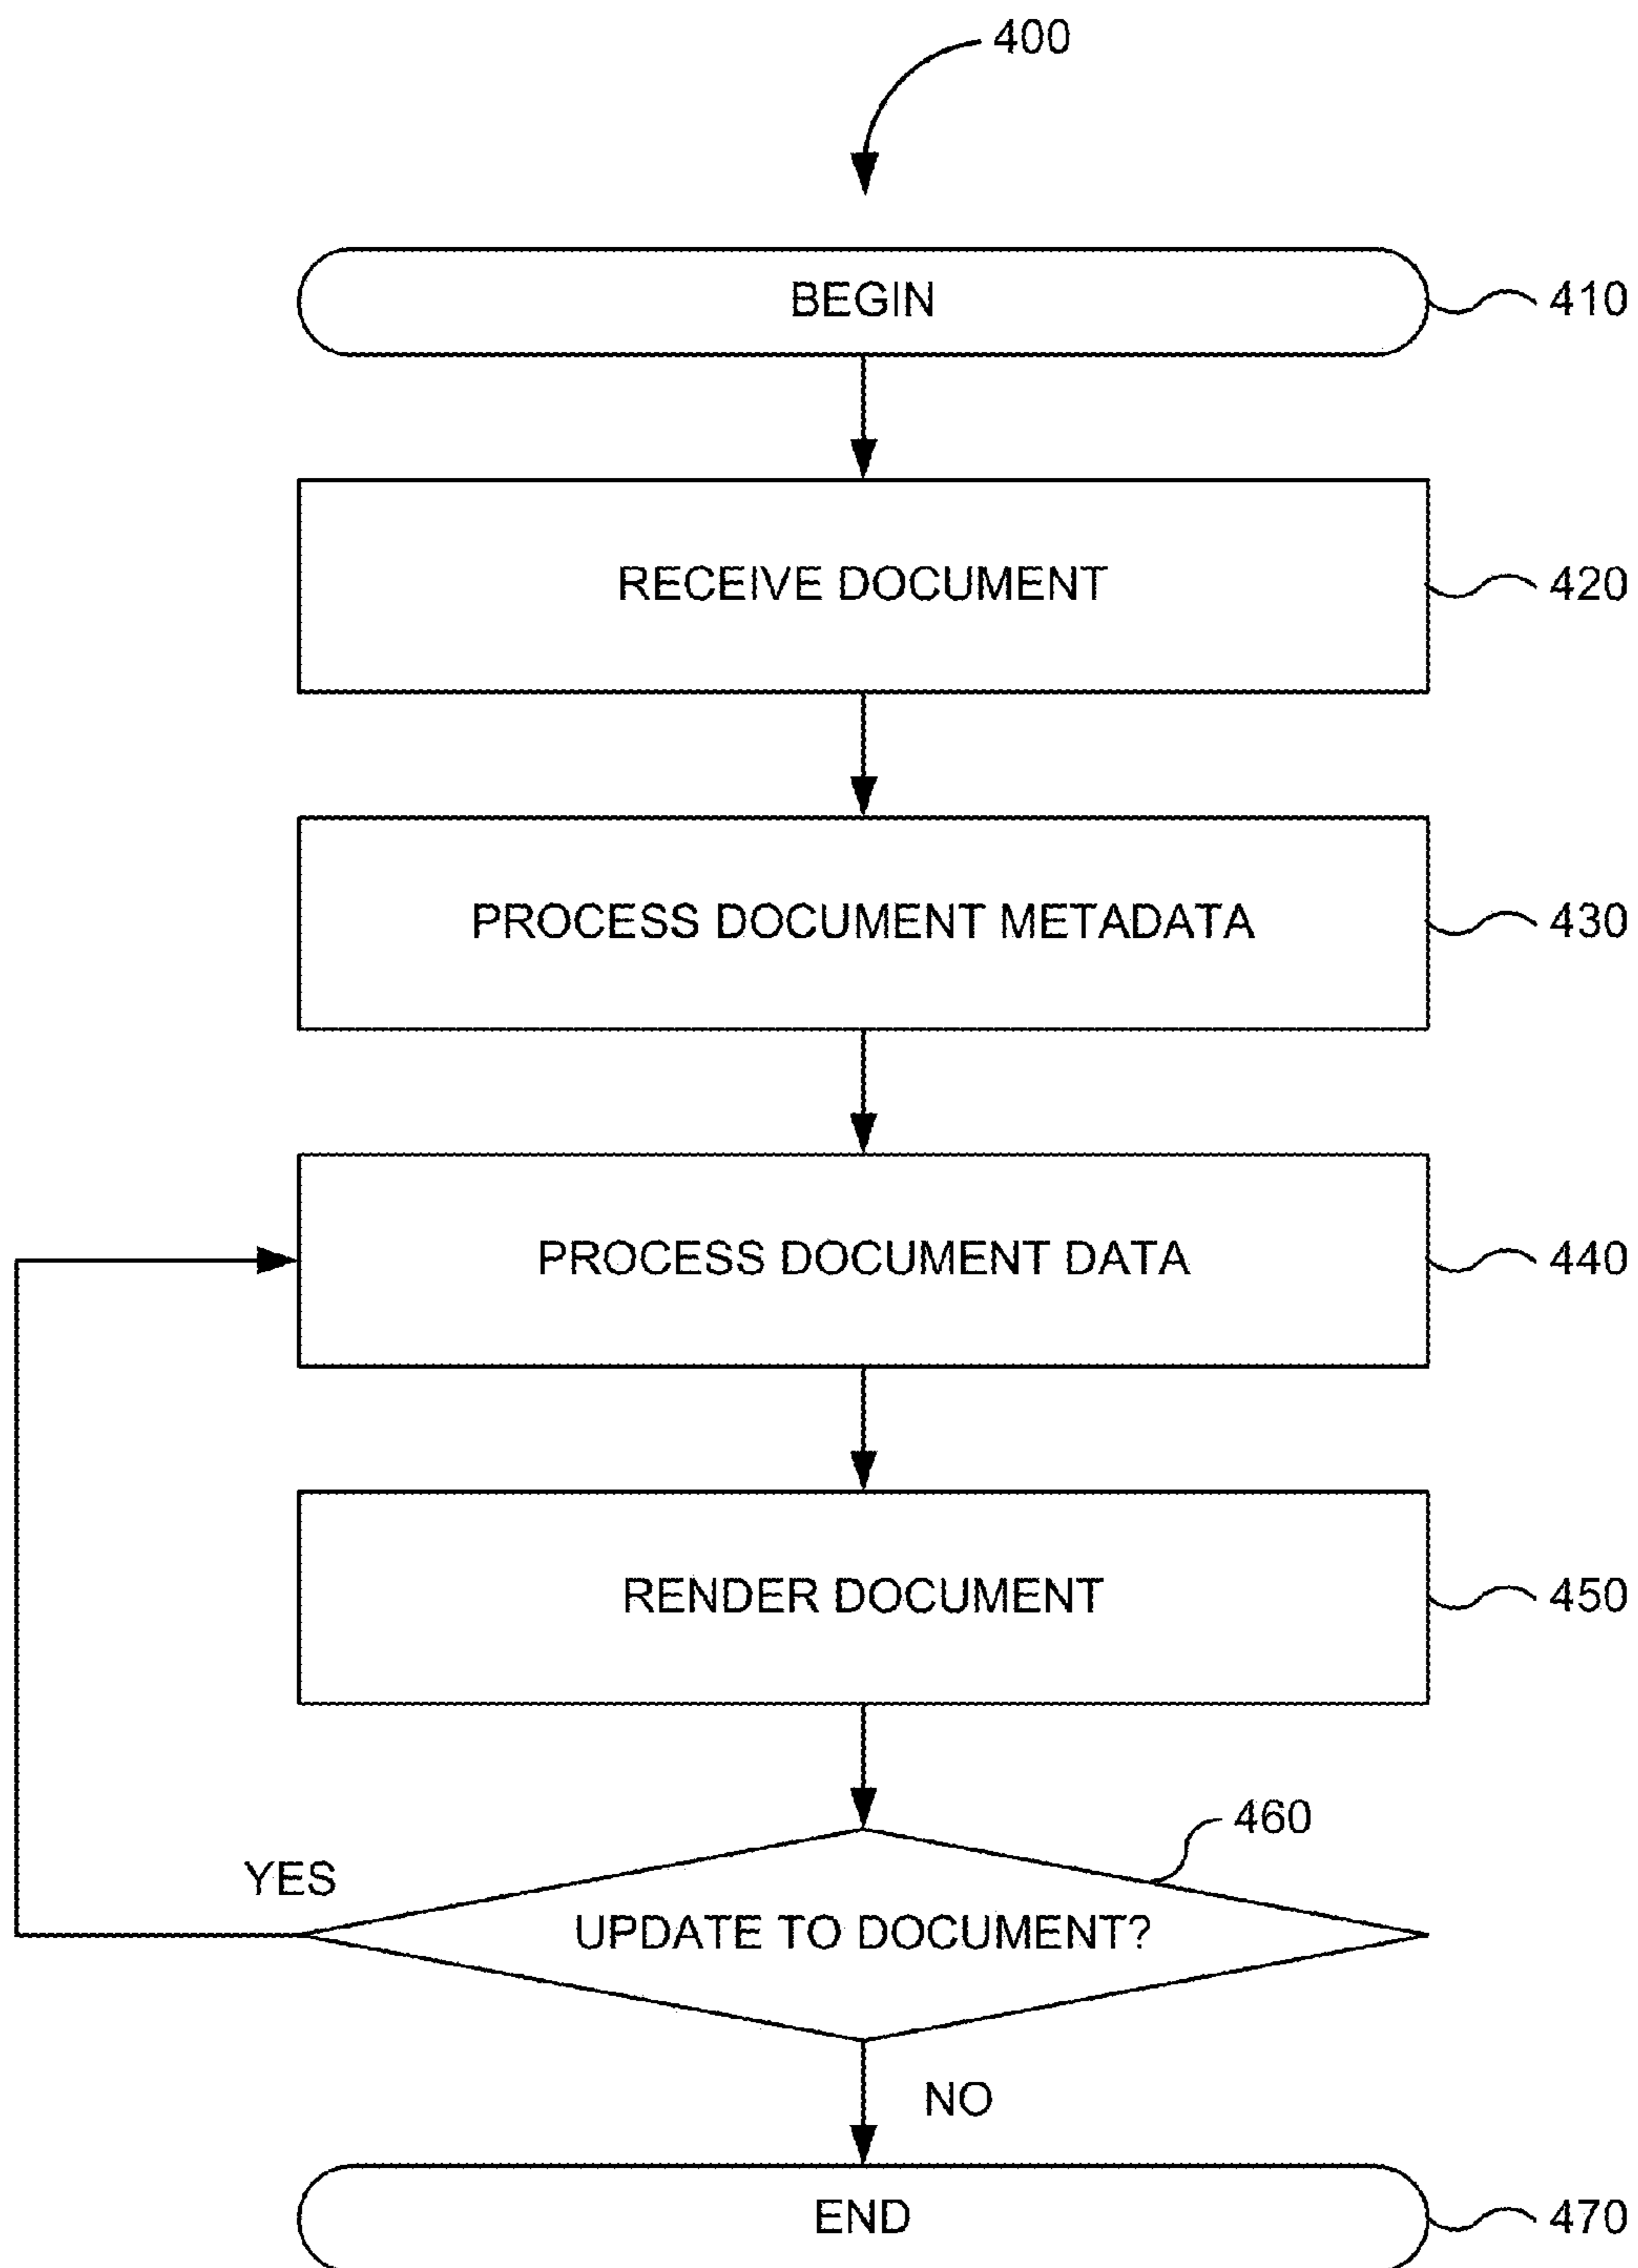 400
BEGIN
410
RECEIVE DOCUMENT
420
PROCESS DOCUMENT METADATA
430
PROCESS DOCUMENT DATA
440
RENDER DOCUMENT
450
460
YES
UPDATE TO DOCUMENT?
NO
END
470